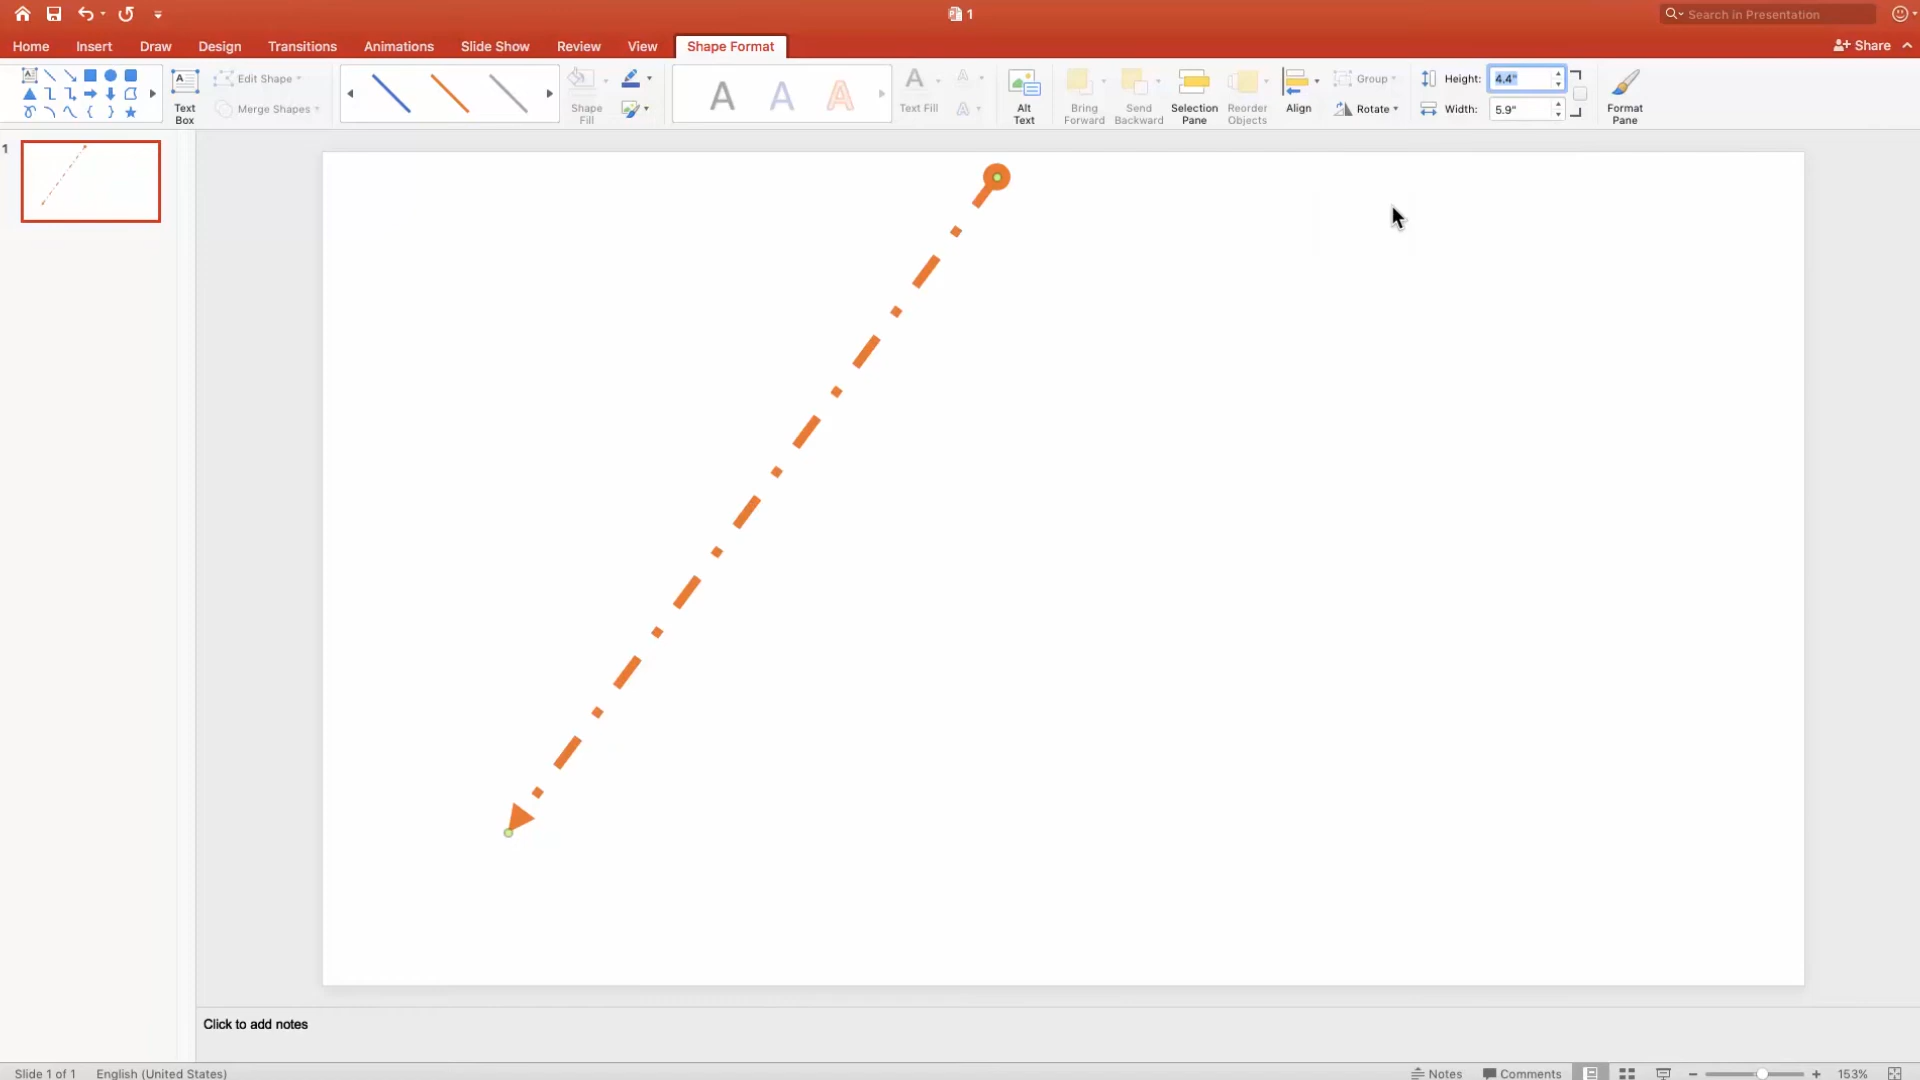 1
Search in Presentation
Home Insert Draw Design Transitions Animations Slide Show Review View Shape Format
Share
A
Text Box
Edit Shape
Merge Shapes
Shape Fill
A A A
A
Text Fill
A
A
Alt Text
Bring Forward
Send Backward
Selection Pane
Reorder Objects
Align
Group
Rotate
Height: 4.4"
Width: 5.9"
Format Pane
1
Click to add notes
Slide 1 of 1 English (United States)
Notes Comments 153%